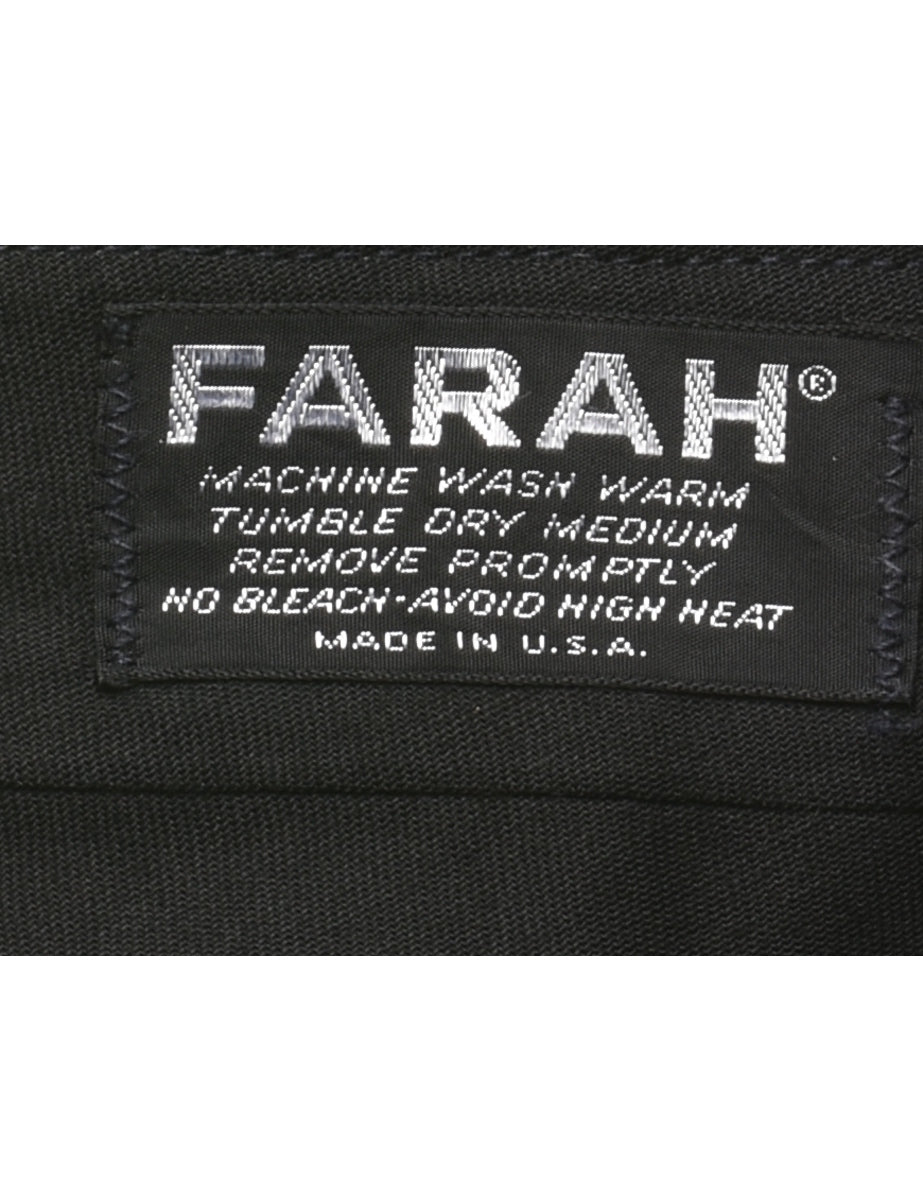 FARAH®
MACHINE WASH WARM
TUMBLE DRY MEDIUM
REMOVE PROMPTLY
NO BLEACH-AVOID HIGH HEAT
MADE IN U.S.A.